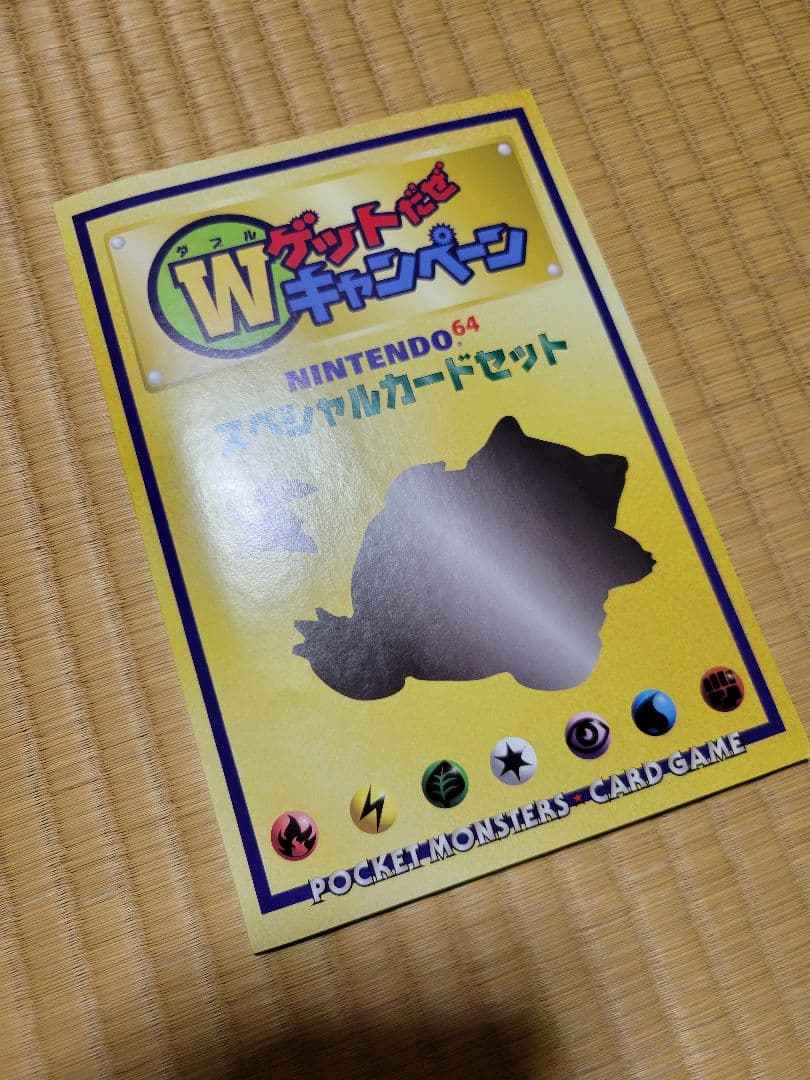 ダブル
Wゲットだぜ
キャンペーン
NINTENDO64
スペシャルカードセット
POCKET MONSTERS★CARD GAME